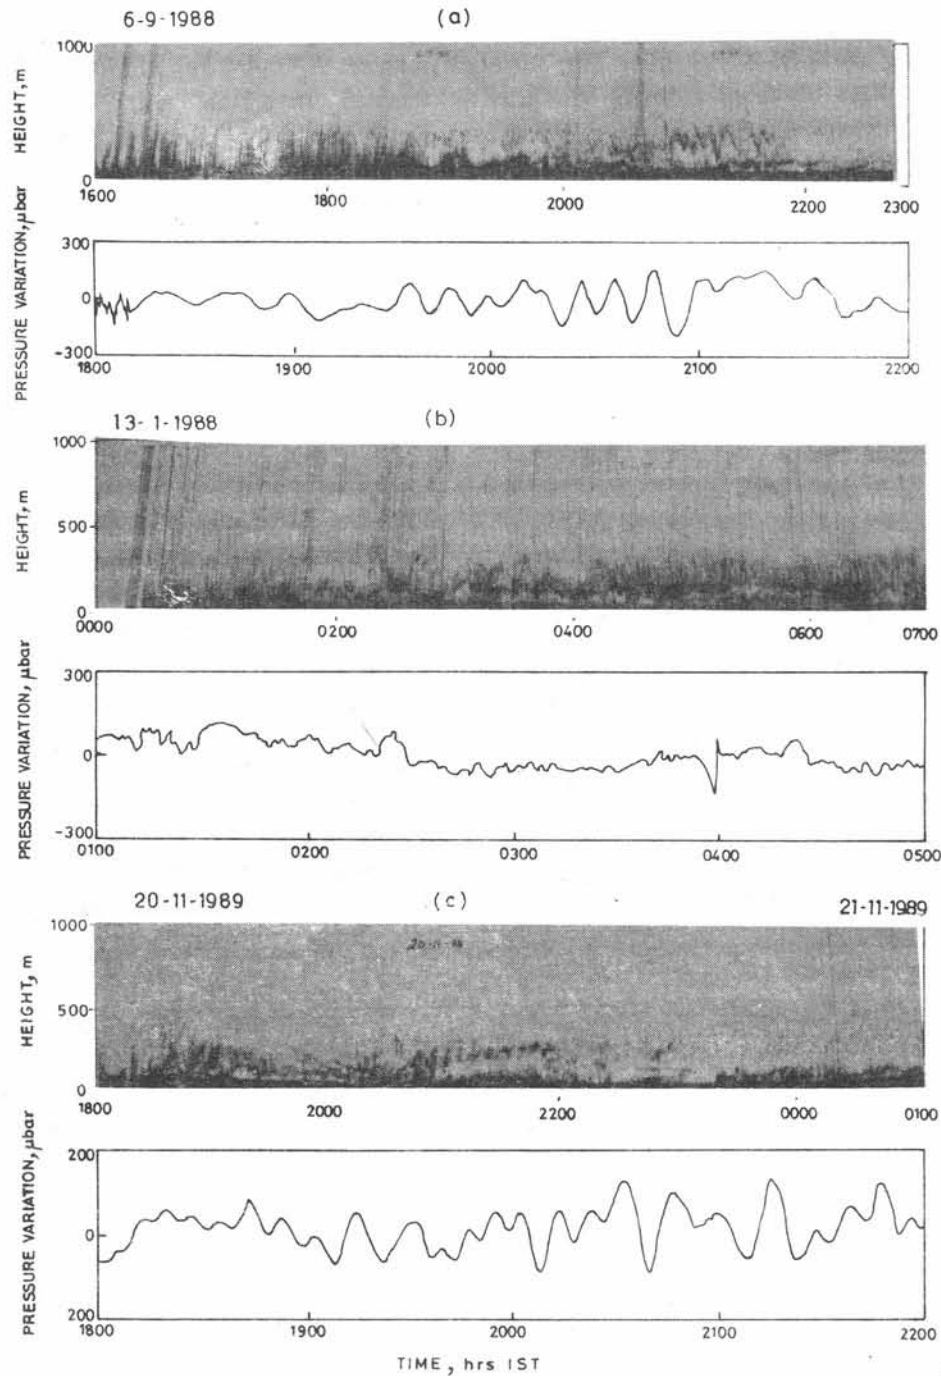 6-9-1988 (a)
HEIGHT, m
1000
0
1600 1800 2000 2200 2300
PRESSURE VARIATION, μbar
300
0
-300
1800 1900 2000 2100 2200
13-1-1988 (b)
HEIGHT, m
1000
500
0
0000 0200 0400 0600 0700
PRESSURE VARIATION, μbar
300
0
-300
0100 0200 0300 0400 0500
20-11-1989 (c) 21-11-1989
HEIGHT, m
1000
500
0
1800 2000 2200 0000 0100
PRESSURE VARIATION, μbar
200
0
200
1800 1900 2000 2100 2200
TIME, hrs IST